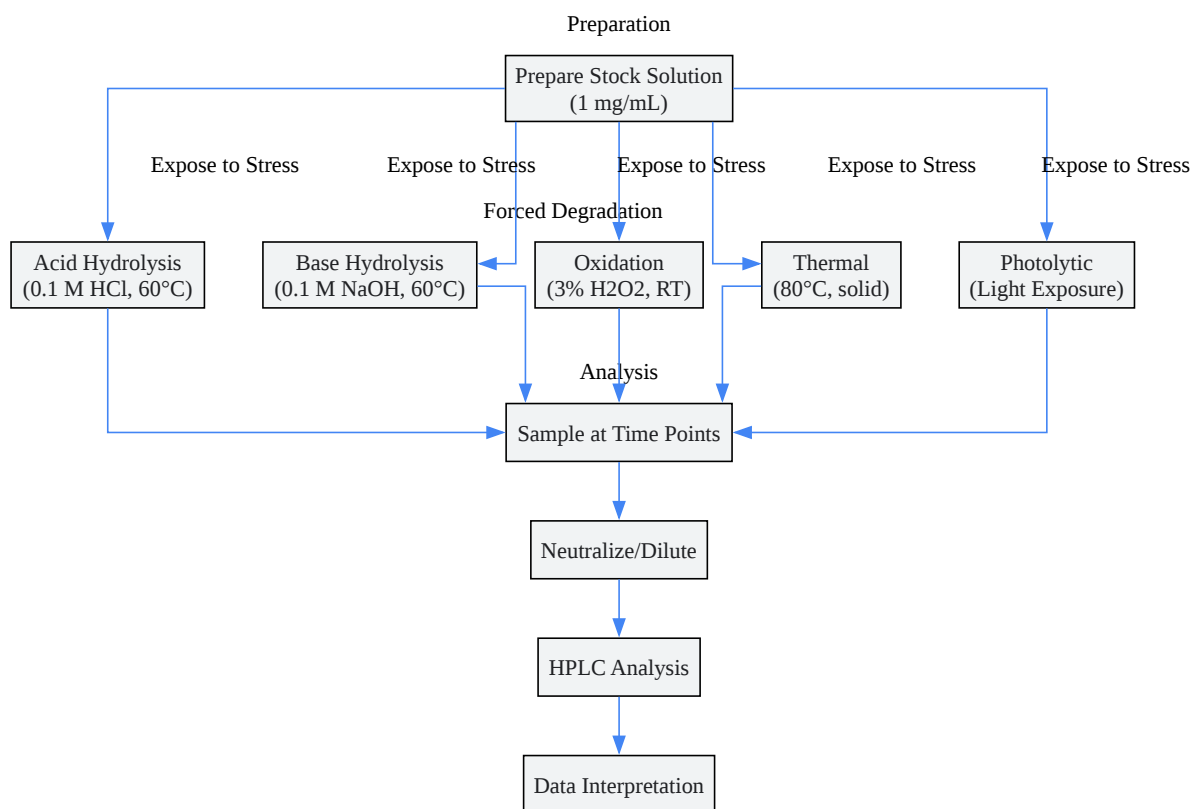 Preparation
Prepare Stock Solution
(1 mg/mL)
Expose to Stress
Expose to Stress
Expose to Stress
Expose to Stress
Expose to Stress
Forced Degradation
Acid Hydrolysis
(0.1 M HCl, 60°C)
Base Hydrolysis
(0.1 M NaOH, 60°C)
Oxidation
(3% H2O2, RT)
Thermal
(80°C, solid)
Photolytic
(Light Exposure)
Analysis
Sample at Time Points
Neutralize/Dilute
HPLC Analysis
Data Interpretation